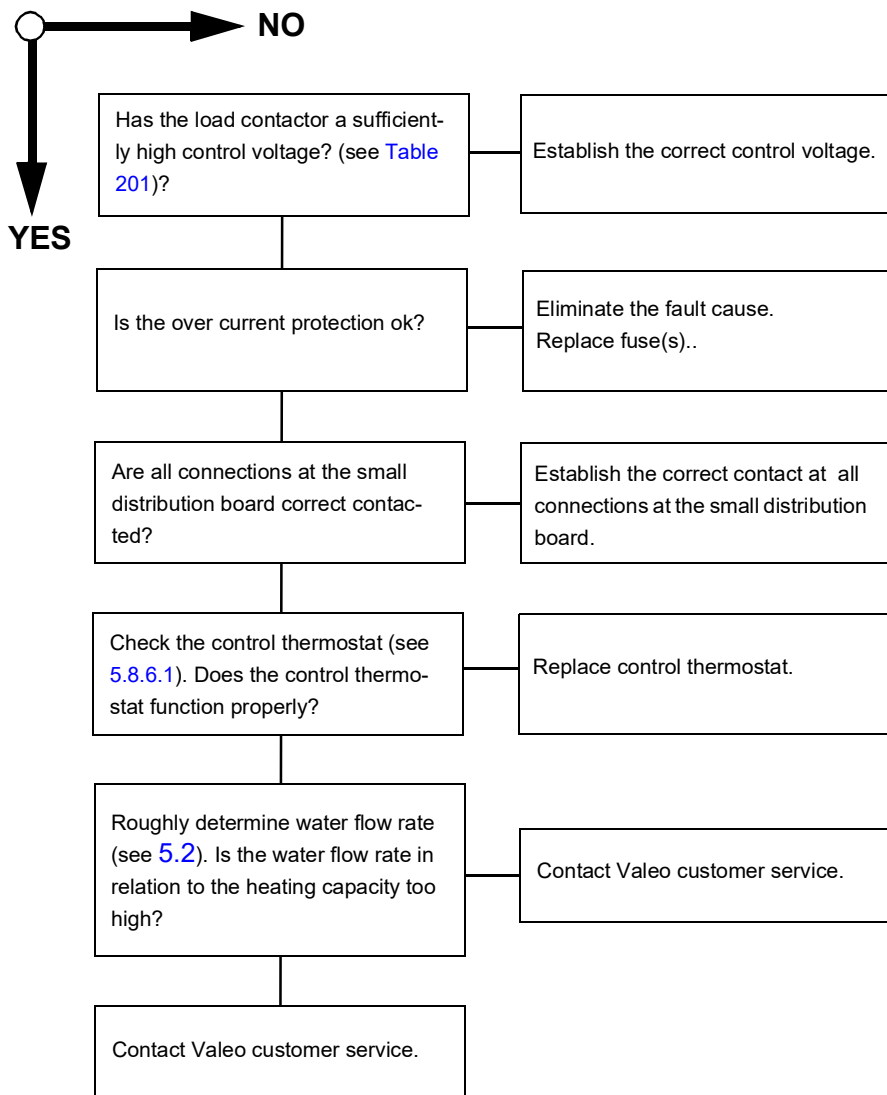 NO
YES
Has the load contactor a sufficient-
ly high control voltage? (see Table
201)?
Establish the correct control voltage.
Is the over current protection ok?
Eliminate the fault cause.
Replace fuse(s)..
Are all connections at the small
distribution board correct contac-
ted?
Establish the correct contact at all
connections at the small distribution
board.
Check the control thermostat (see
5.8.6.1). Does the control thermo-
stat function properly?
Replace control thermostat.
Roughly determine water flow rate
(see 5.2). Is the water flow rate in
relation to the heating capacity too
high?
Contact Valeo customer service.
Contact Valeo customer service.